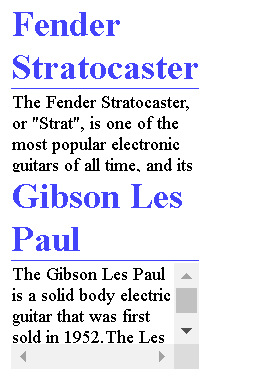 Fender
Stratocaster
The Fender Stratocaster,
or "Strat", is one of the
most popular electronic
guitars of all time, and its
Gibson Les
Paul
The Gibson Les Paul
is a solid body electric
guitar that was first
sold in 1952.The Les